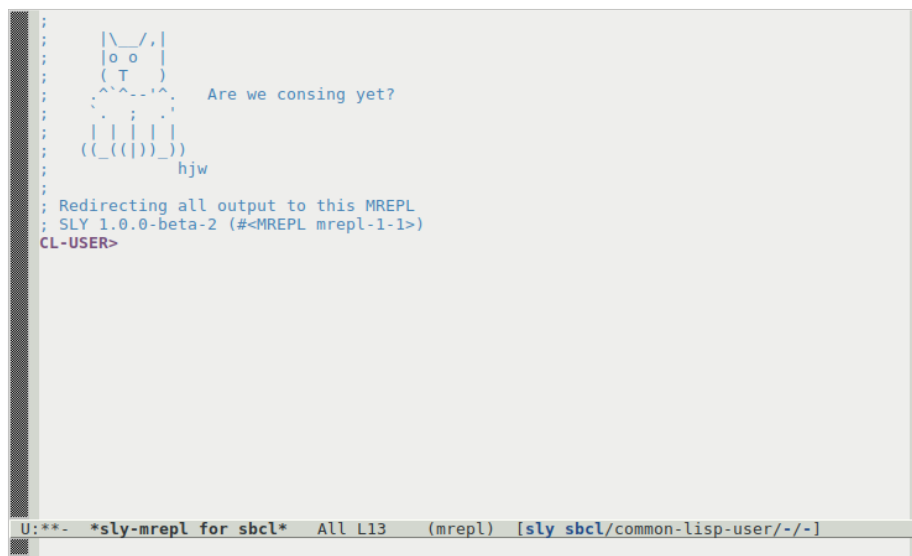 ;
;     |\__/,|
;     |o o  |
;     ( T   )
;    .^`^--'^.   Are we consing yet?
;    `.  ;  .'
;    | | | | |
;   ((_((|))_))
;             hjw
;
; Redirecting all output to this MREPL
; SLY 1.0.0-beta-2 (#<MREPL mrepl-1-1>)
CL-USER>
U:**-  *sly-mrepl for sbcl*   All L13    (mrepl)  [sly sbcl/common-lisp-user/-/-]